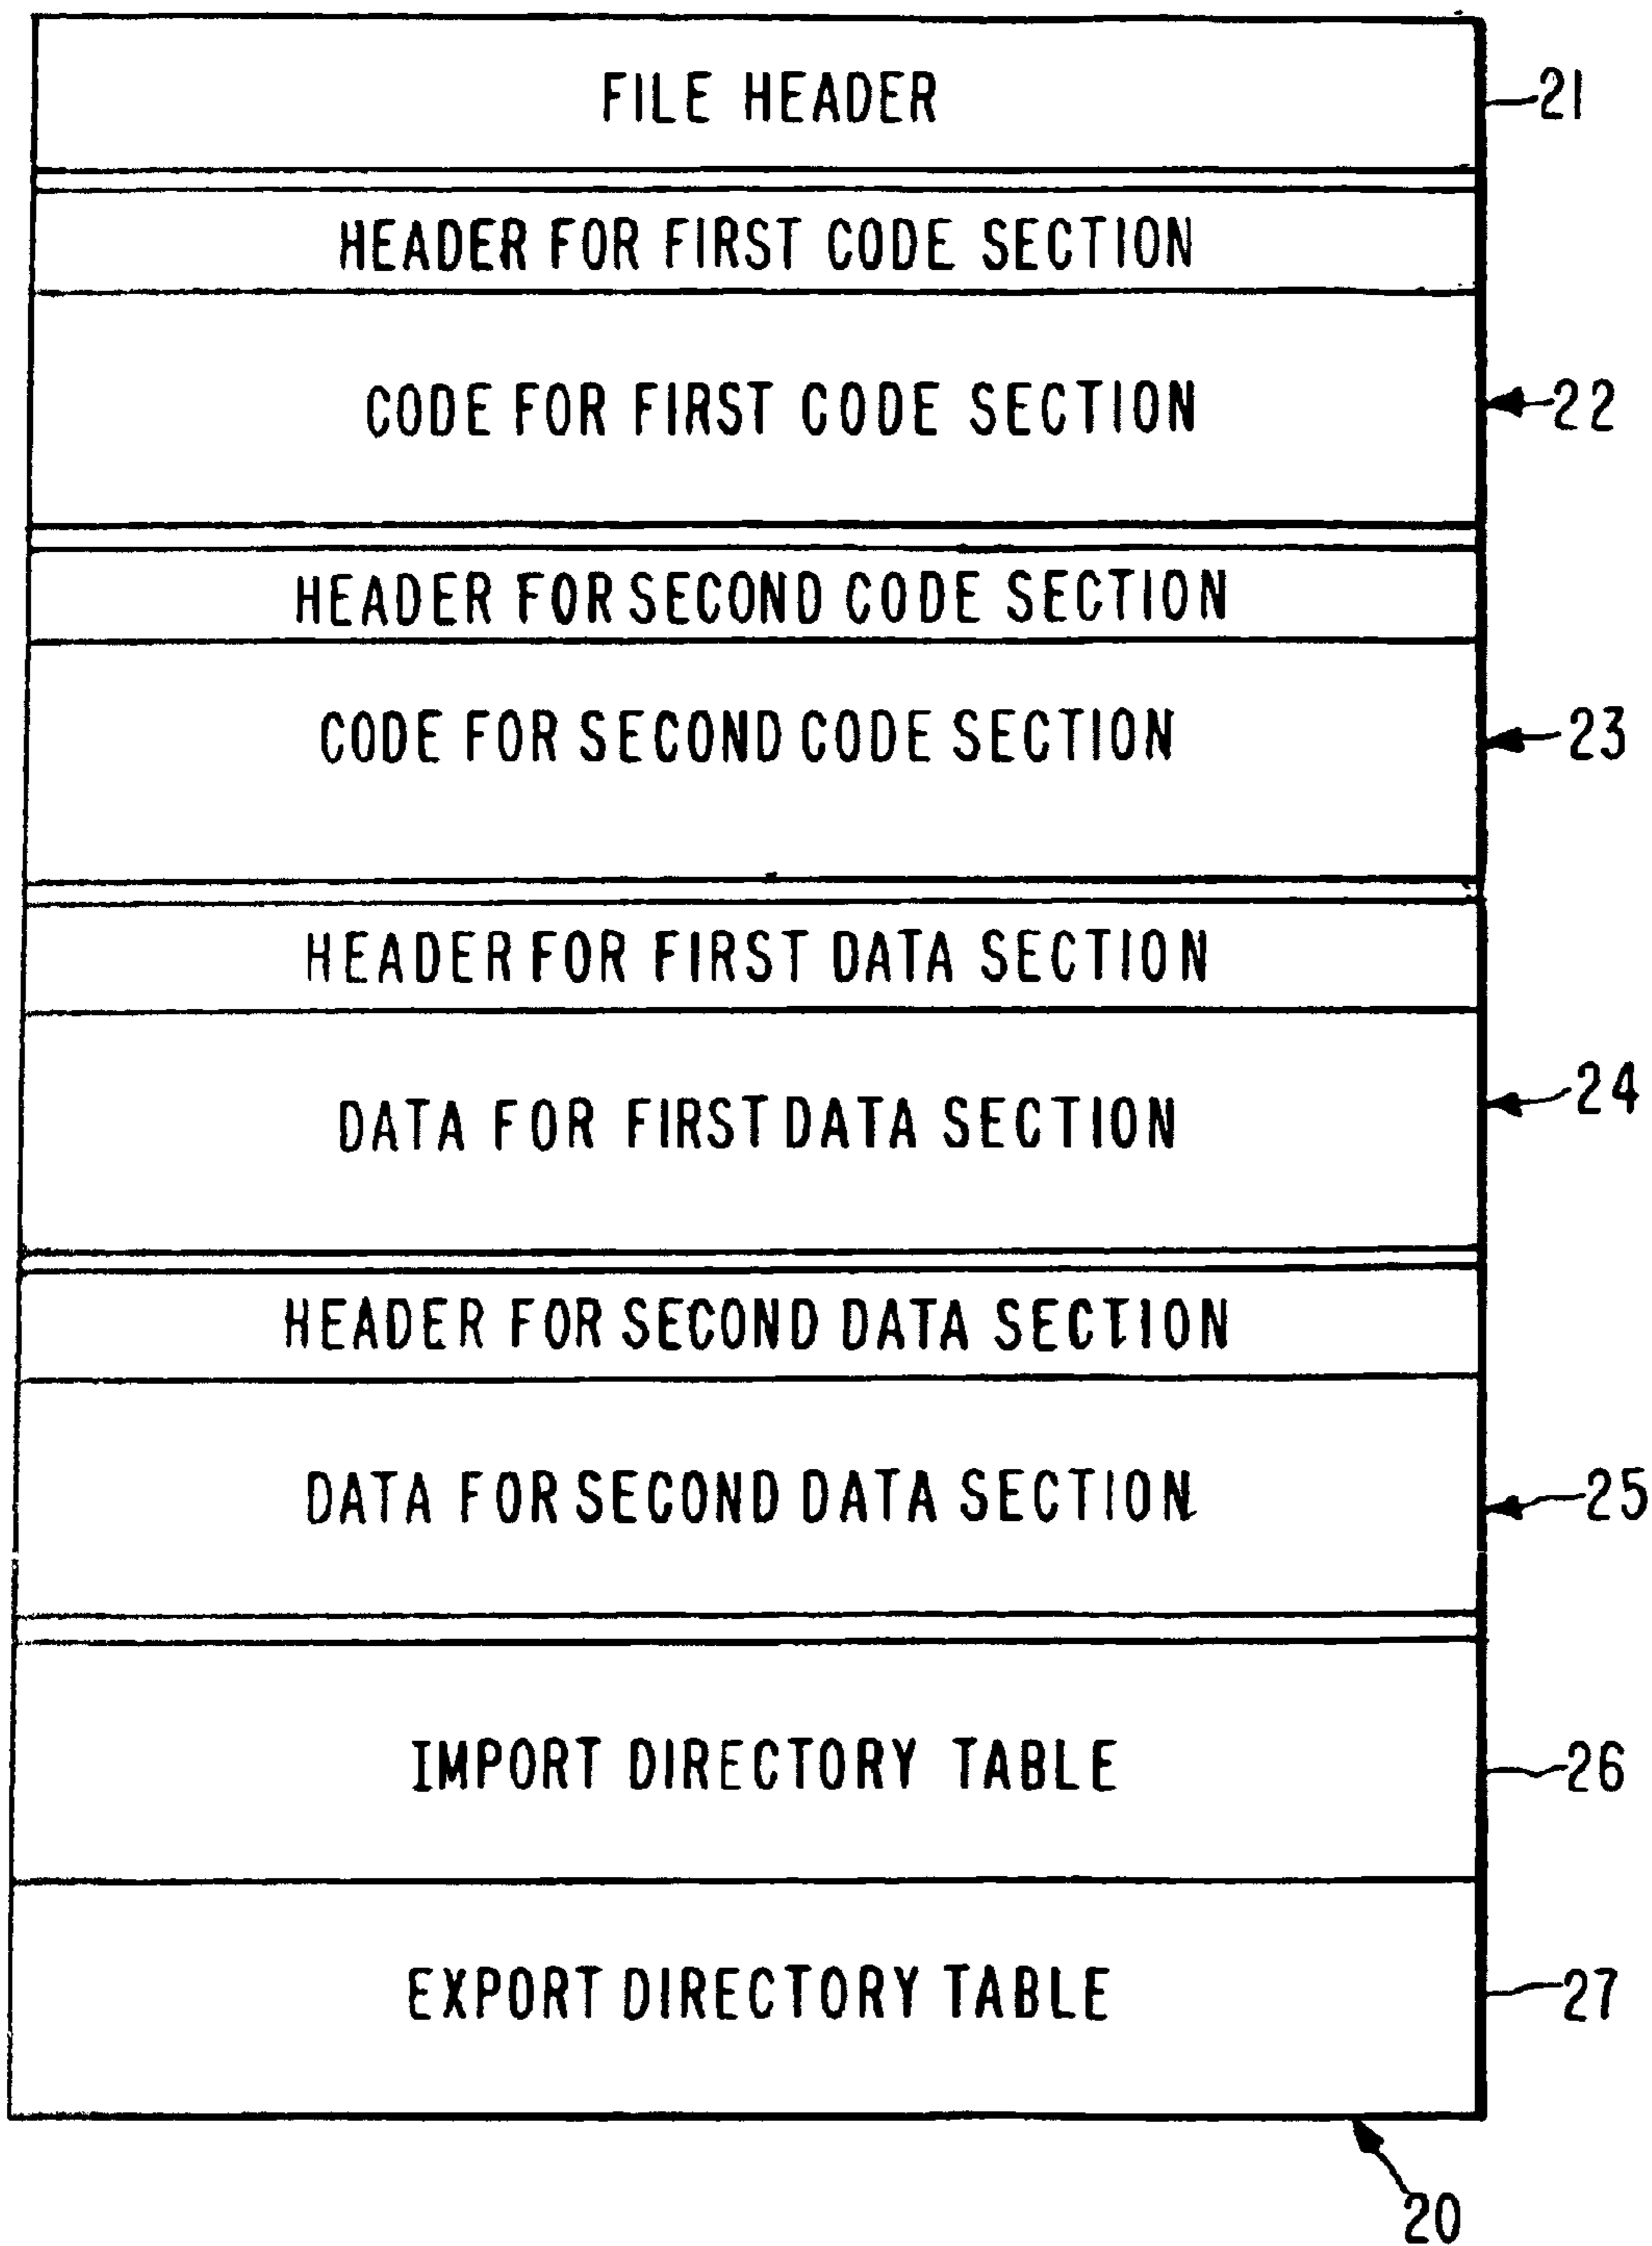 FILE HEADER
21
HEADER FOR FIRST CODE SECTION
CODE FOR FIRST CODE SECTION
22
HEADER FOR SECOND CODE SECTION
CODE FOR SECOND CODE SECTION
23
HEADER FOR FIRST DATA SECTION
DATA FOR FIRST DATA SECTION
24
HEADER FOR SECOND DATA SECTION
DATA FOR SECOND DATA SECTION
25
IMPORT DIRECTORY TABLE
26
EXPORT DIRECTORY TABLE
27
20